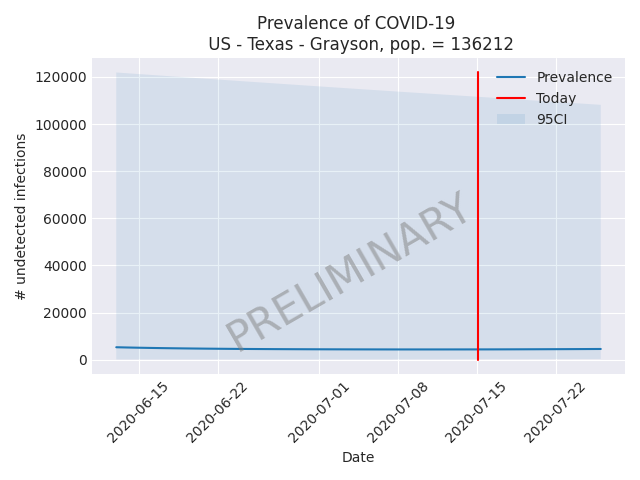 Prevalence of COVID-19
US - Texas - Grayson, pop. = 136212
120000
100000
80000
60000
40000
20000
0
# undetected infections
Prevalence
Today
95CI
PRELIMINARY
2020-06-15
2020-06-22
2020-07-01
2020-07-08
2020-07-15
2020-07-22
Date